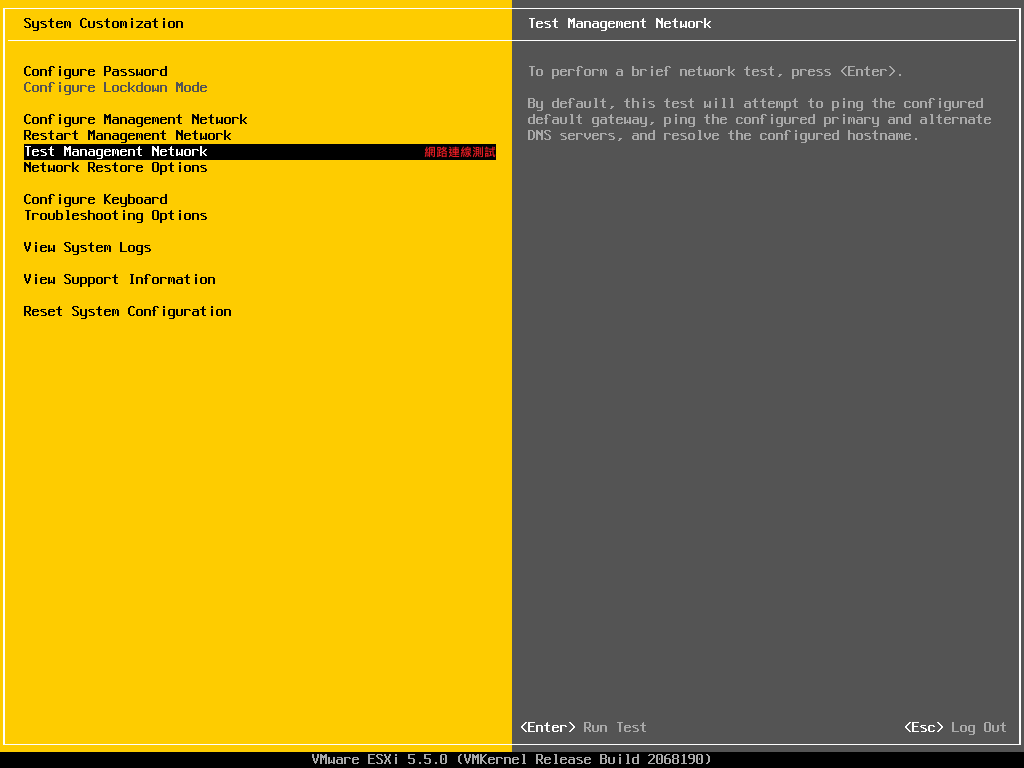 System Customization
Configure Password
Configure Lockdown Mode
Configure Management Network
Restart Management Network
Test Management Network 網路連線測試
Network Restore Options
Configure Keyboard
Troubleshooting Options
View System Logs
View Support Information
Reset System Configuration
Test Management Network
To perform a brief network test, press <Enter>.
By default, this test will attempt to ping the configured
default gateway, ping the configured primary and alternate
DNS servers, and resolve the configured hostname.
<Enter> Run Test <Esc> Log Out
VMware ESXi 5.5.0 (VMKernel Release Build 2068190)